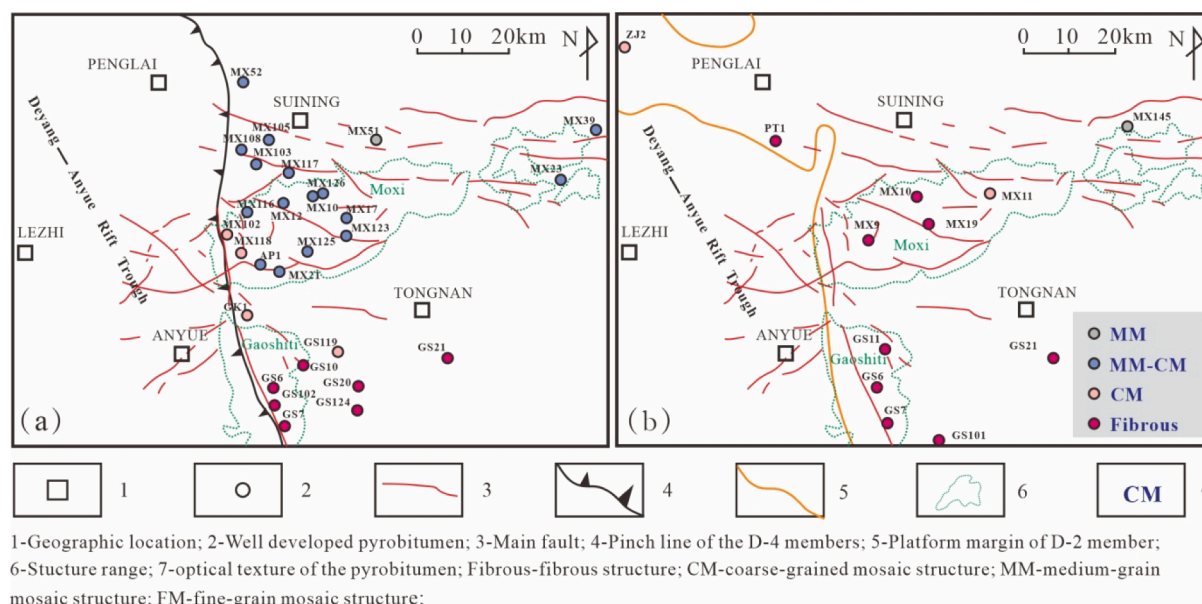 0 10 20km N
PENGLAI
MX52
SUINING
MX105
MX108
MX51
MX39
MX103
MX117
MX23
MX126
Moxi
MX116
MX12
MX10
MX17
MX102
MX123
MX118
MX125
AP1
MX21
Deyang—Anyue Rift Trough
LEZHI
TONGNAN
GK1
ANYUE
Gaoshiti
GS119
GS10
GS21
GS6
GS20
GS102
GS124
GS7
(a)
ZJ2
0 10 20km N
PENGLAI
SUINING
PT1
MX145
MX10
MX11
MX19
MX9
Moxi
Deyang—Anyue Rift Trough
LEZHI
TONGNAN
ANYUE
GS11
Gaoshiti
GS21
GS6
GS7
GS101
MM
MM-CM
CM
Fibrous
(b)
1 2 3 4 5 6 CM
1-Geographic location; 2-Well developed pyrobitumen; 3-Main fault; 4-Pinch line of the D-4 members; 5-Platform margin of D-2 member;
6-Stucture range; 7-optical texture of the pyrobitumen; Fibrous-fibrous structure; CM-coarse-grained mosaic structure; MM-medium-grain
mosaic structure; FM-fine-grain mosaic structure;